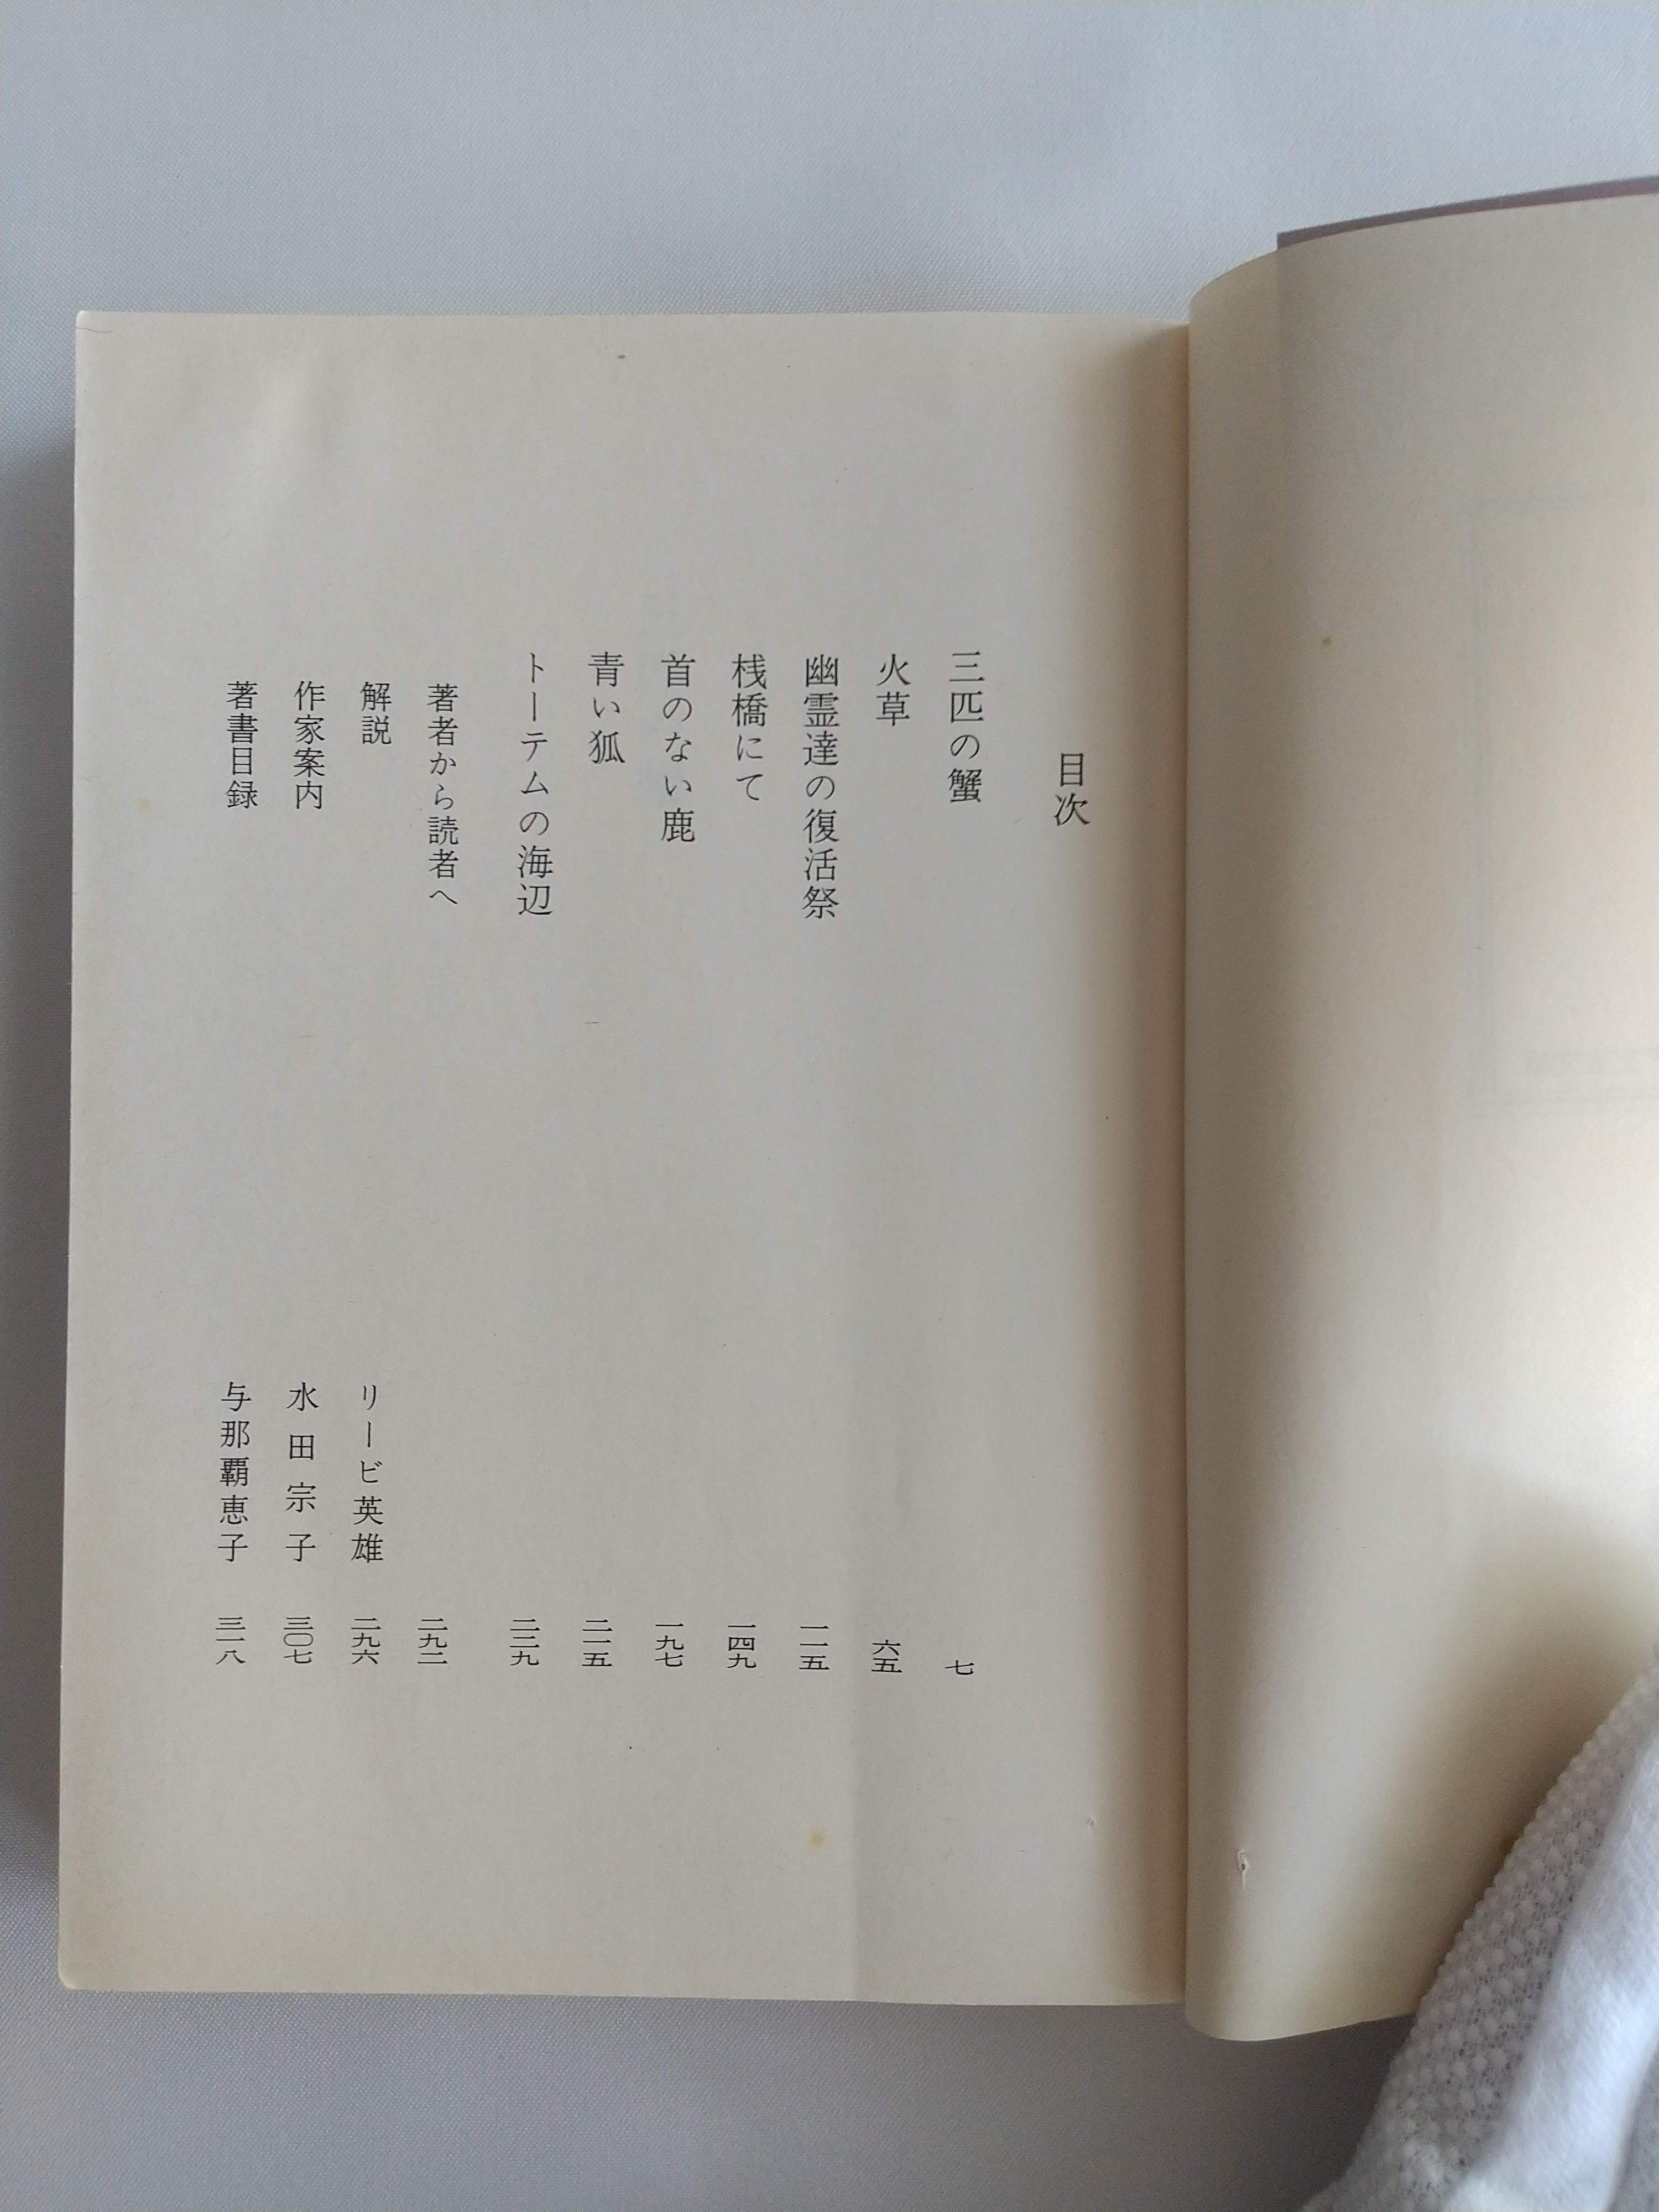 目次
三匹の蟹 七
火草 六五
幽霊達の復活祭 一一五
桟橋にて 一四九
首のない鹿 一九七
青い狐 二一五
トーテムの海辺 二三九
著者から読者へ 二九二
解説 リービ英雄 二九六
作家案内 水田宗子 三〇七
著書目録 与那覇恵子 三一八